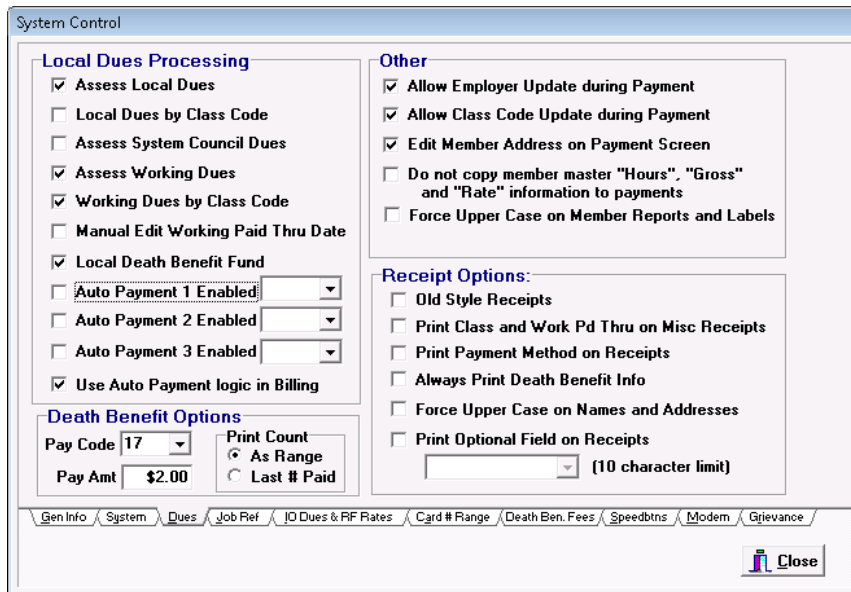 System Control
Local Dues Processing
Assess Local Dues
Local Dues by Class Code
Assess System Council Dues
Assess Working Dues
Working Dues by Class Code
Manual Edit Working Paid Thru Date
Local Death Benefit Fund
Auto Payment 1 Enabled
Auto Payment 2 Enabled
Auto Payment 3 Enabled
Use Auto Payment logic in Billing
Death Benefit Options
Pay Code 17
Pay Amt $2.00
Print Count
As Range
Last # Paid
Other
Allow Employer Update during Payment
Allow Class Code Update during Payment
Edit Member Address on Payment Screen
Do not copy member master "Hours", "Gross"
and "Rate" information to payments
Force Upper Case on Member Reports and Labels
Receipt Options:
Old Style Receipts
Print Class and Work Pd Thru on Misc Receipts
Print Payment Method on Receipts
Always Print Death Benefit Info
Force Upper Case on Names and Addresses
Print Optional Field on Receipts
(10 character limit)
Gen Info System Dues Job Ref IO Dues & RF Rates Card # Range Death Ben. Fees Speedbtns Modem Grievance
Close